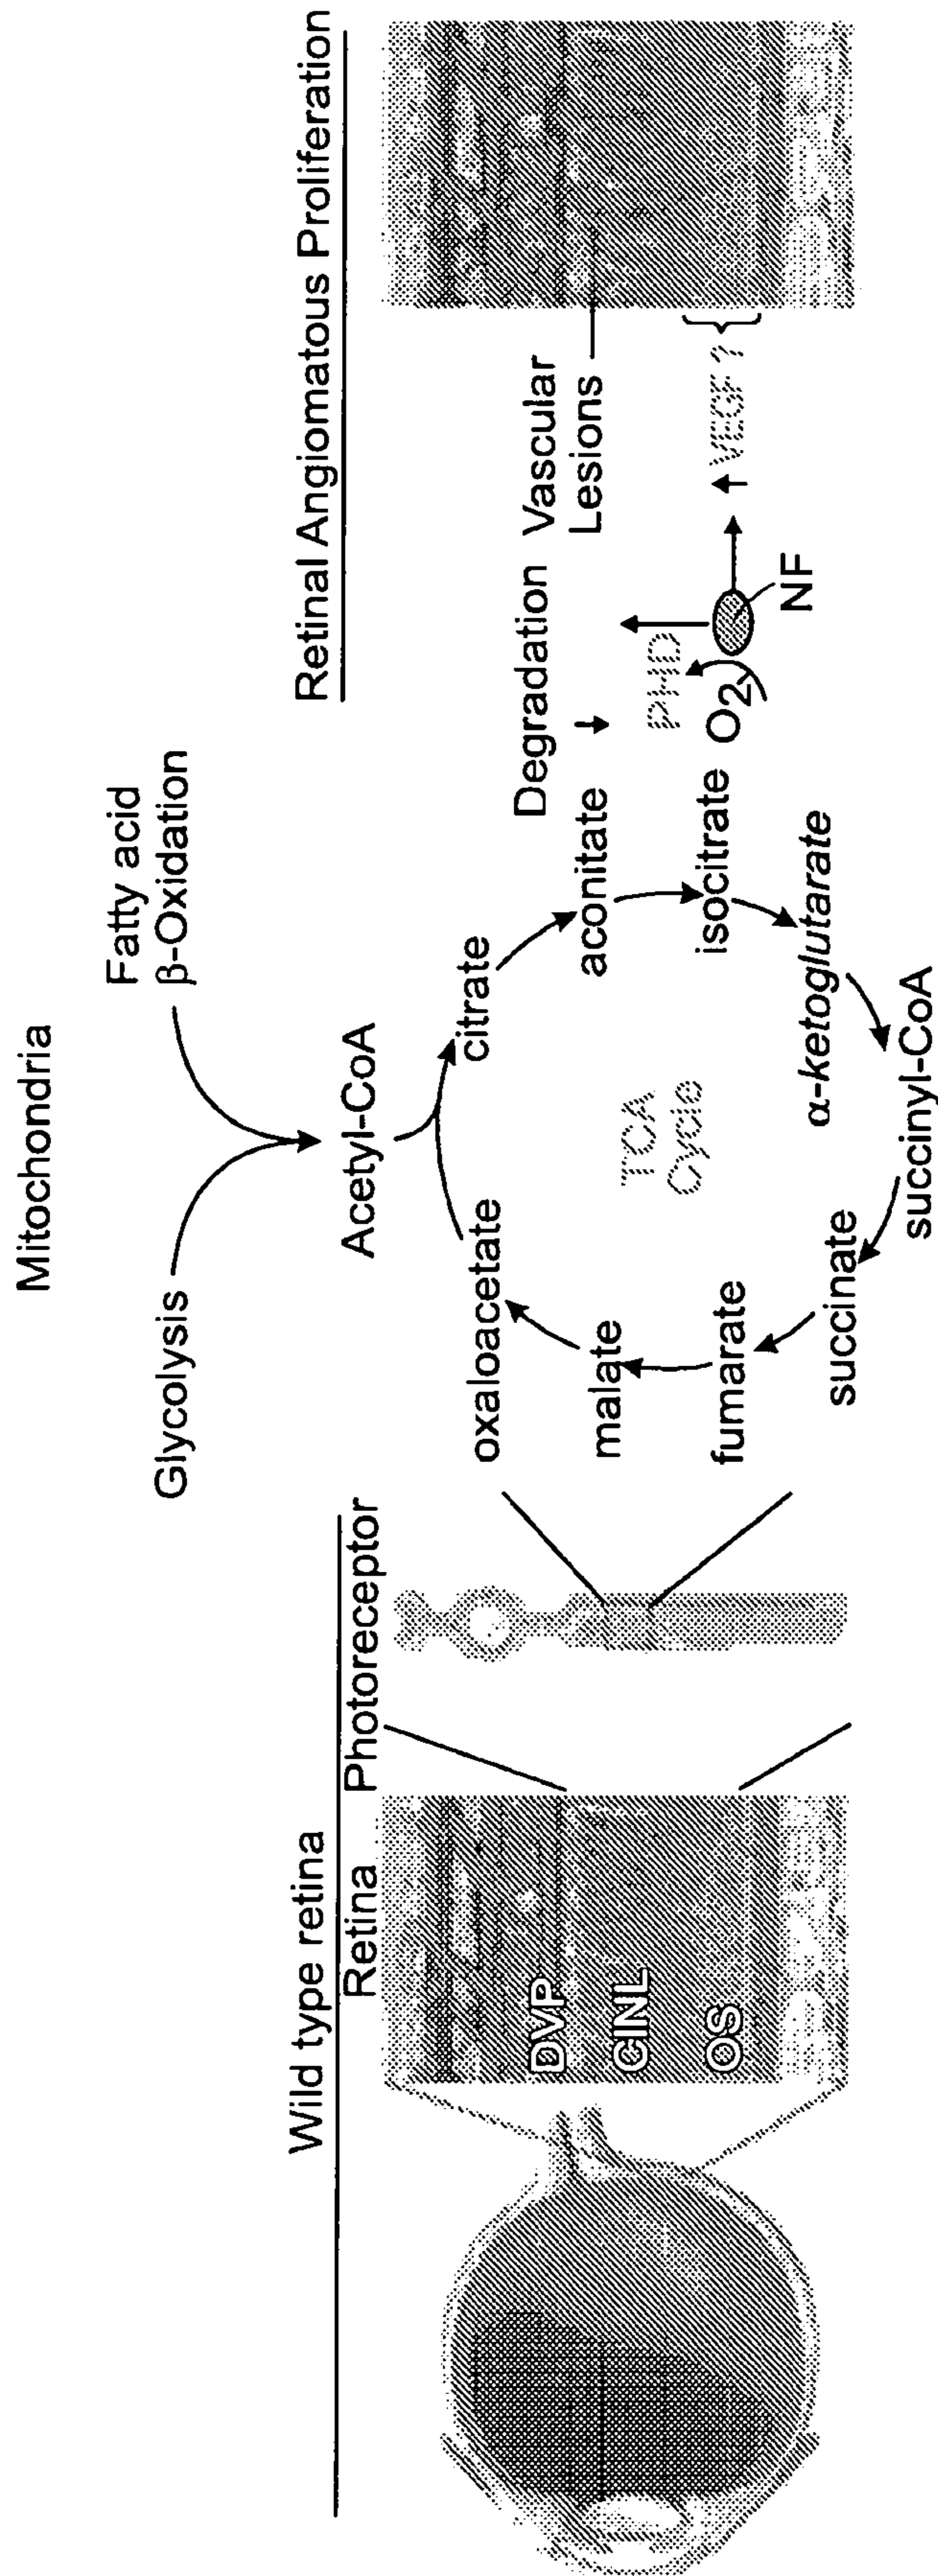 Mitochondria
Glycolysis
Fatty acid
β-Oxidation
Wild type retina
Retina
Photoreceptor
Acetyl-CoA
Retinal Angiomatous Proliferation
DVP
CINL
OS
oxaloacetate
citrate
malate
aconitate
fumarate
isocitrate
succinate
α-ketoglutarate
succinyl-CoA
TCA
Cycle
Degradation
PHD
O2
NF
Vascular
Lesions
VEGF ?